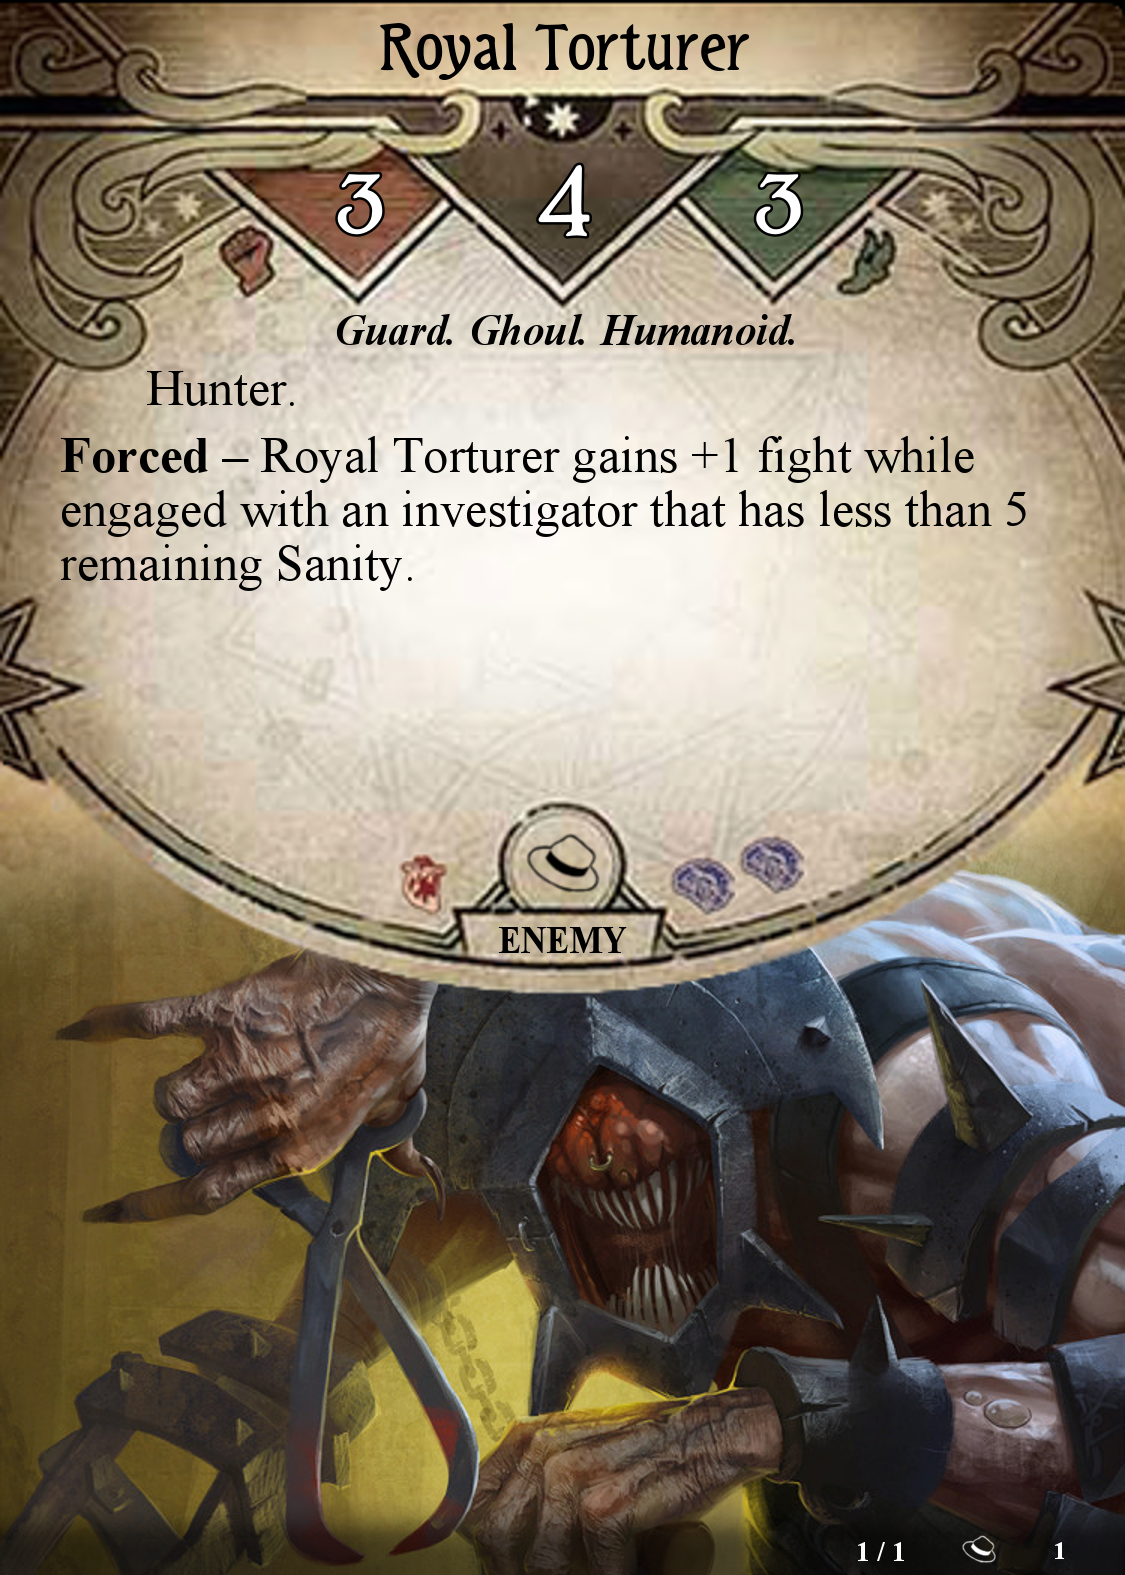 Royal Torturer
3 4 3
Guard. Ghoul. Humanoid.
Hunter.
Forced – Royal Torturer gains +1 fight while
engaged with an investigator that has less than 5
remaining Sanity.
ENEMY
1 / 1 1